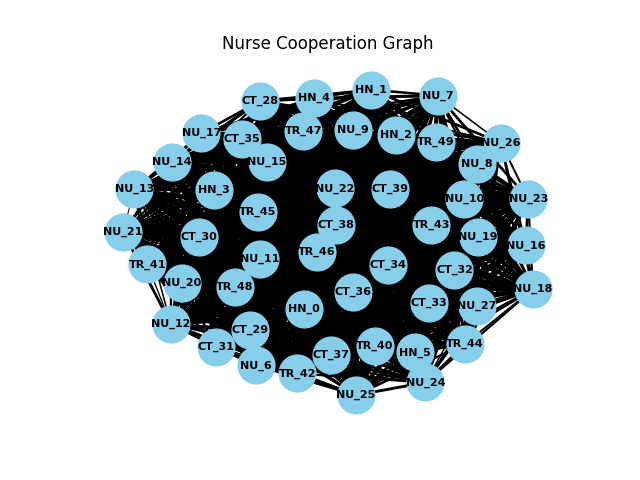 Nurse Cooperation Graph
HN_1
NU_7
HN_4
CT_28
TR_47
NU_9
HN_2
NU_17
CT_35
TR_49
NU_26
NU_14
NU_15
NU_8
NU_13
HN_3
NU_22
CT_39
NU_10
NU_23
TR_45
CT_38
TR_43
NU_21
CT_30
NU_19
NU_16
TR_46
NU_11
TR_41
CT_34
CT_32
NU_20
TR_48
CT_36
NU_18
HN_0
CT_33
NU_27
NU_12
CT_29
CT_31
TR_40
TR_44
CT_37
HN_5
NU_6
TR_42
NU_24
NU_25